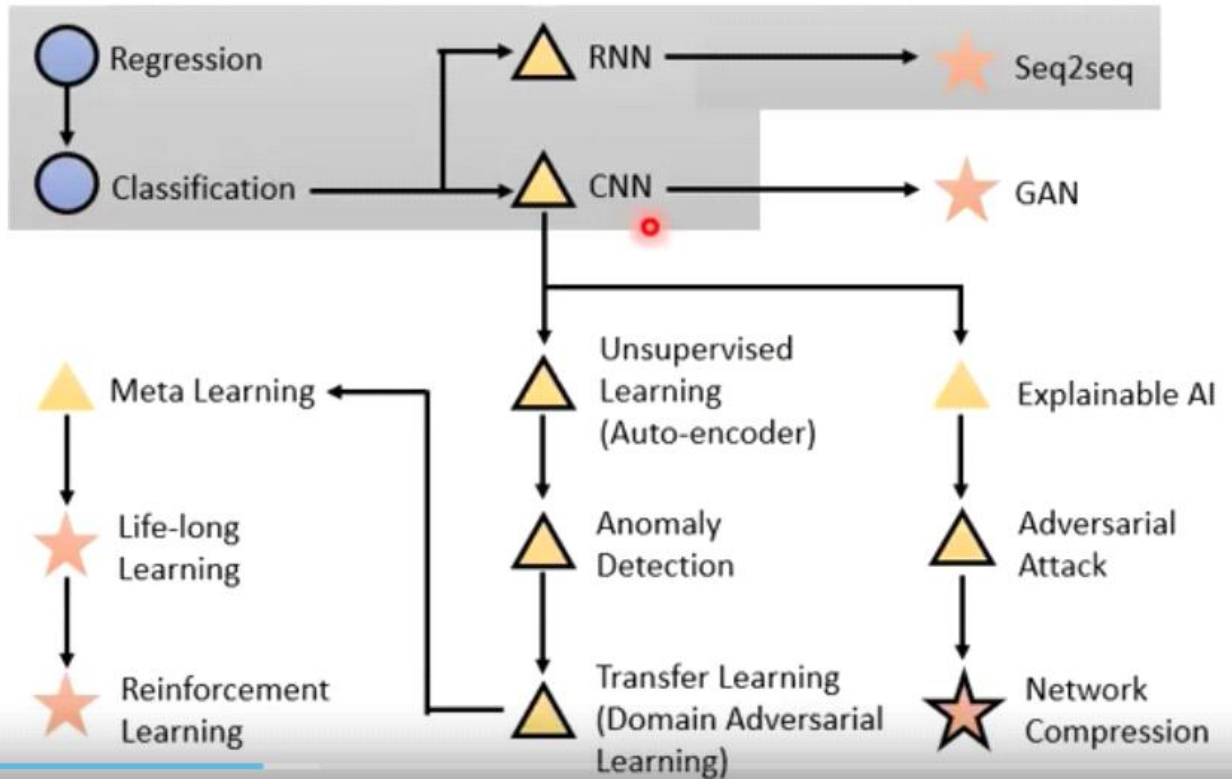 Regression
RNN
Seq2seq
Classification
CNN
GAN
Unsupervised
Learning
(Auto-encoder)
Meta Learning
Explainable AI
Life-long
Learning
Anomaly
Detection
Adversarial
Attack
Reinforcement
Learning
Transfer Learning
(Domain Adversarial
Learning)
Network
Compression